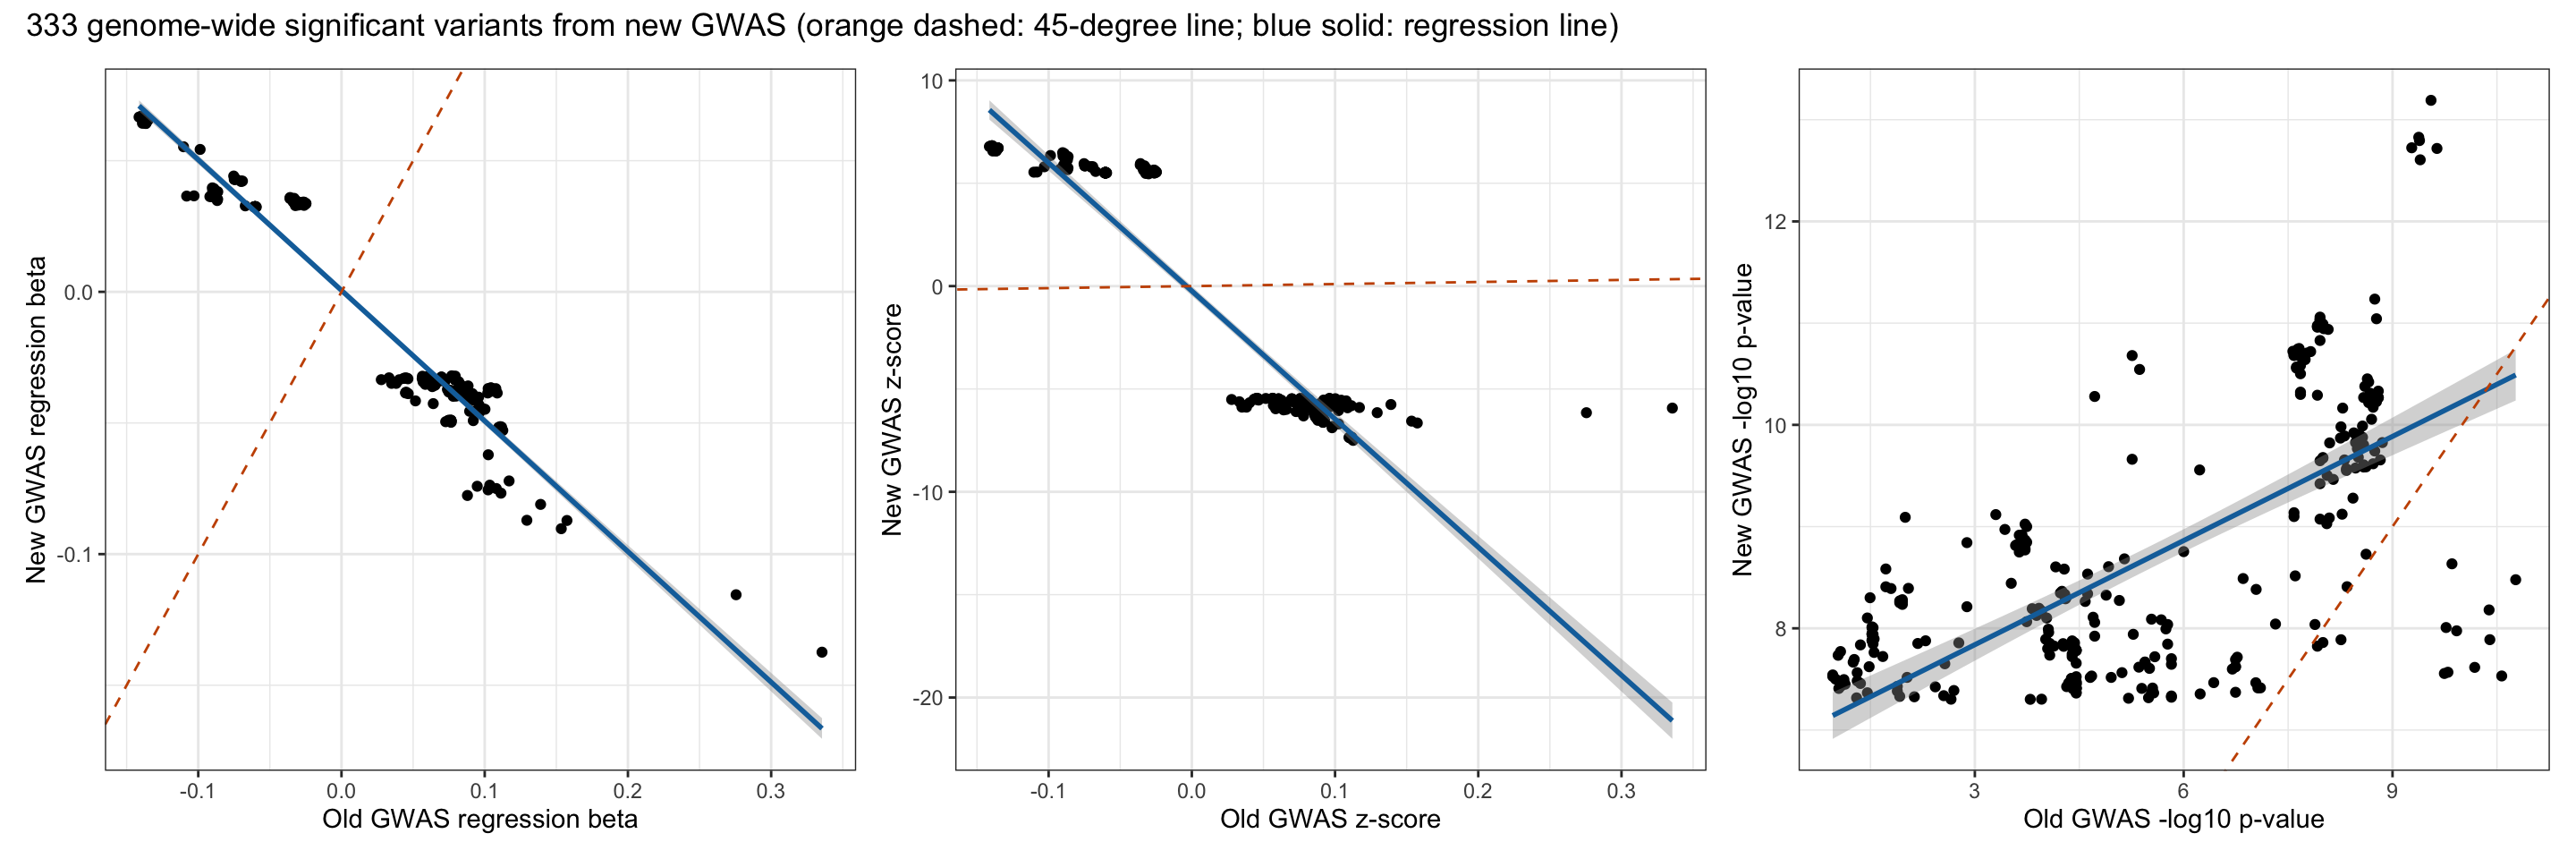 333 genome-wide significant variants from new GWAS (orange dashed: 45-degree line; blue solid: regression line)
New GWAS regression beta
0.0
-0.1
-0.1 0.0 0.1 0.2 0.3
Old GWAS regression beta
New GWAS z-score
10
0
-10
-20
-0.1 0.0 0.1 0.2 0.3
Old GWAS z-score
New GWAS -log10 p-value
12
10
8
3 6 9
Old GWAS -log10 p-value